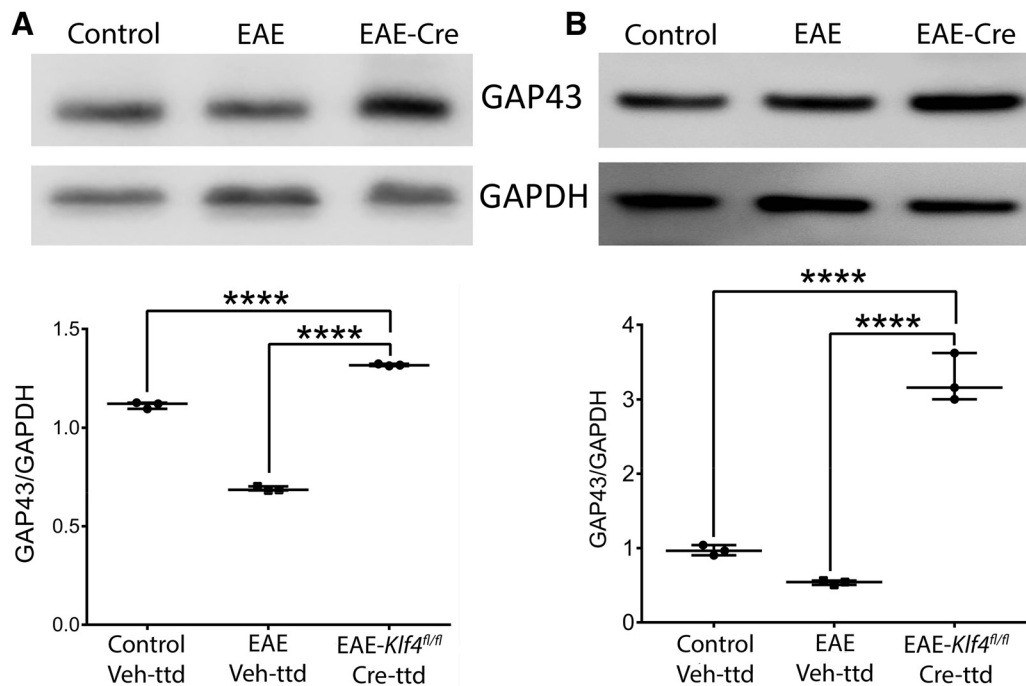 A
Control EAE EAE-Cre
GAP43
GAPDH
****
****
1.5
1.0
0.5
0.0
GAP43/GAPDH
Control Veh-ttd
EAE Veh-ttd
EAE-Klf4fl/fl Cre-ttd
B
Control EAE EAE-Cre
****
****
4
3
2
1
0
GAP43/GAPDH
Control Veh-ttd
EAE Veh-ttd
EAE-Klf4fl/fl Cre-ttd